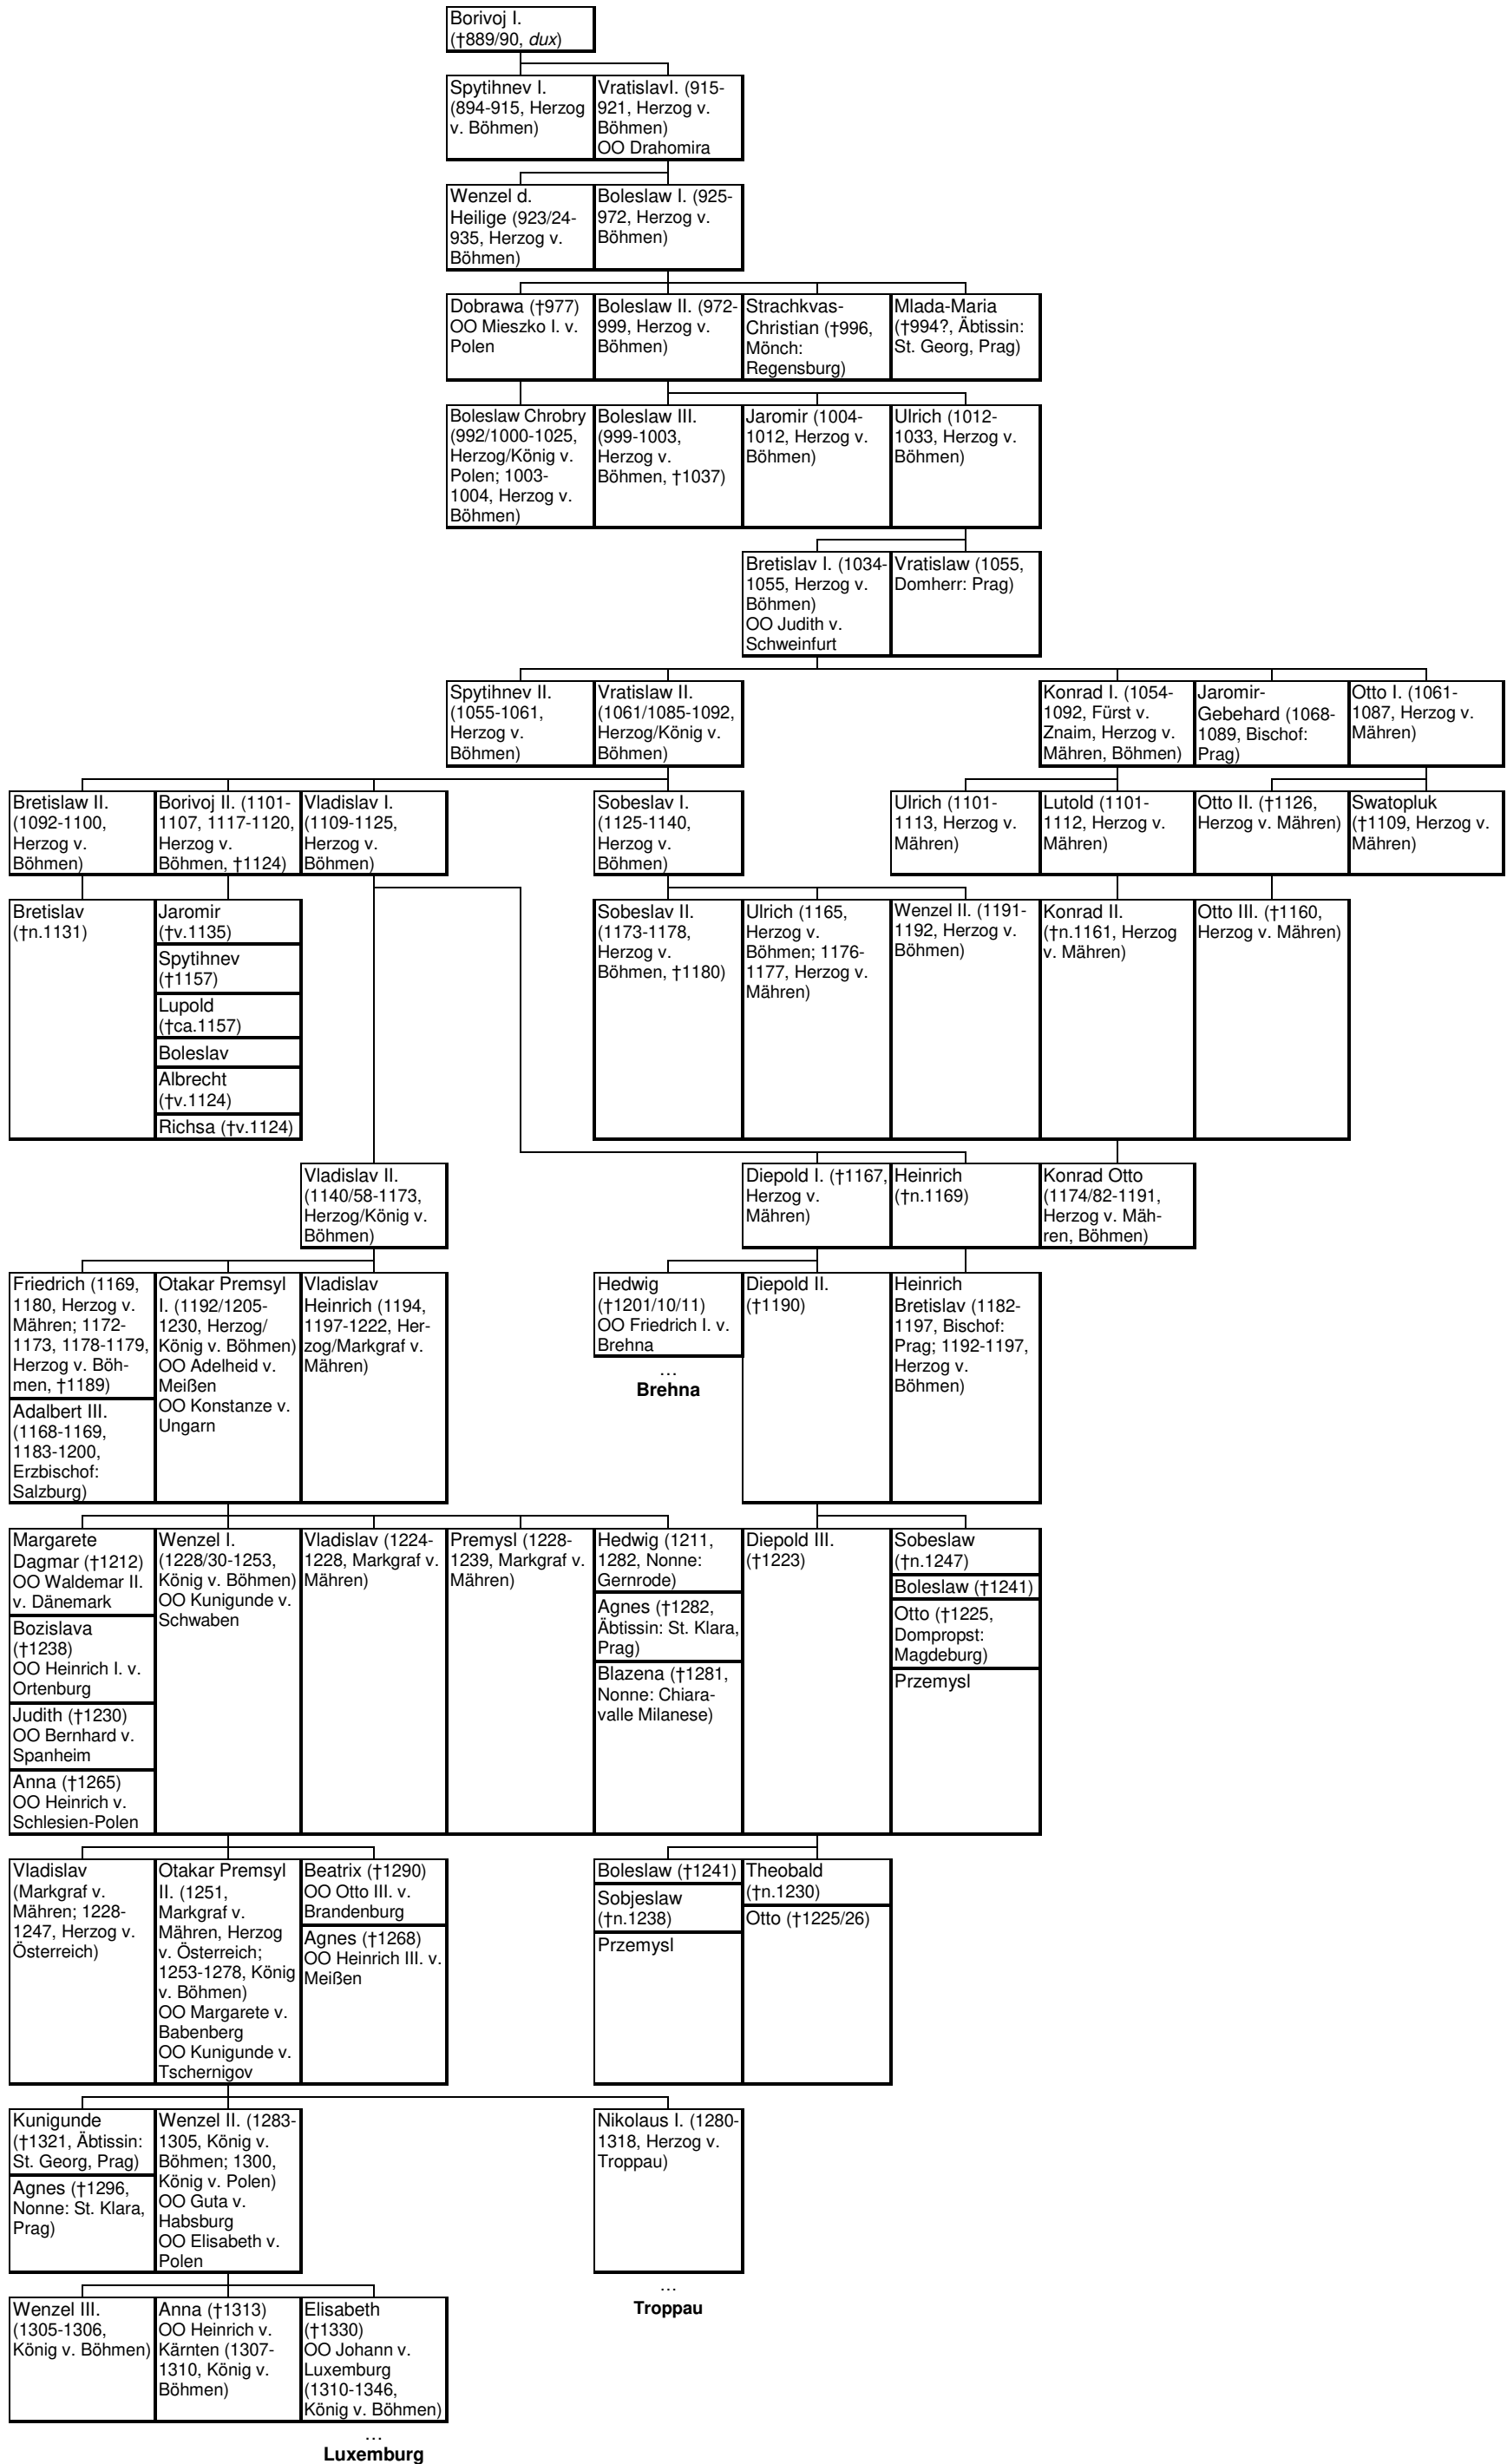 Borivoj I.
(†889/90, dux)
Spytihnev I.
(894-915, Herzog
v. Böhmen)
VratislavI. (915-
921, Herzog v.
Böhmen)
OO Drahomira
Wenzel d.
Heilige (923/24-
935, Herzog v.
Böhmen)
Boleslaw I. (925-
972, Herzog v.
Böhmen)
Dobrawa (†977)
OO Mieszko I. v.
Polen
Boleslaw II. (972-
999, Herzog v.
Böhmen)
Strachkvas-
Christian (†996,
Mönch:
Regensburg)
Mlada-Maria
(†994?, Äbtissin:
St. Georg, Prag)
Boleslaw Chrobry
(992/1000-1025,
Herzog/König v.
Polen; 1003-
1004, Herzog v.
Böhmen)
Boleslaw III.
(999-1003,
Herzog v.
Böhmen, †1037)
Jaromir (1004-
1012, Herzog v.
Böhmen)
Ulrich (1012-
1033, Herzog v.
Böhmen)
Bretislav I. (1034-
1055, Herzog v.
Böhmen)
OO Judith v.
Schweinfurt
Vratislaw (1055,
Domherr: Prag)
Spytihnev II.
(1055-1061,
Herzog v.
Böhmen)
Vratislaw II.
(1061/1085-1092,
Herzog/König v.
Böhmen)
Konrad I. (1054-
1092, Fürst v.
Znaim, Herzog v.
Mähren, Böhmen)
Jaromir-
Gebehard (1068-
1089, Bischof:
Prag)
Otto I. (1061-
1087, Herzog v.
Mähren)
Bretislaw II.
(1092-1100,
Herzog v.
Böhmen)
Borivoj II. (1101-
1107, 1117-1120,
Herzog v.
Böhmen, †1124)
Vladislav I.
(1109-1125,
Herzog v.
Böhmen)
Sobeslav I.
(1125-1140,
Herzog v.
Böhmen)
Ulrich (1101-
1113, Herzog v.
Mähren)
Lutold (1101-
1112, Herzog v.
Mähren)
Otto II. (†1126,
Herzog v. Mähren)
Swatopluk
(†1109, Herzog v.
Mähren)
Bretislav
(†n.1131)
Jaromir
(†v.1135)
Spytihnev
(†1157)
Lupold
(†ca.1157)
Boleslav
Albrecht
(†v.1124)
Richsa (†v.1124)
Sobeslav II.
(1173-1178,
Herzog v.
Böhmen, †1180)
Ulrich (1165,
Herzog v.
Böhmen; 1176-
1177, Herzog v.
Mähren)
Wenzel II. (1191-
1192, Herzog v.
Böhmen)
Konrad II.
(†n.1161, Herzog
v. Mähren)
Otto III. (†1160,
Herzog v. Mähren)
Vladislav II.
(1140/58-1173,
Herzog/König v.
Böhmen)
Diepold I. (†1167,
Herzog v.
Mähren)
Heinrich
(†n.1169)
Konrad Otto
(1174/82-1191,
Herzog v. Mäh-
ren, Böhmen)
Friedrich (1169,
1180, Herzog v.
Mähren; 1172-
1173, 1178-1179,
Herzog v. Böh-
men, †1189)
Adalbert III.
(1168-1169,
1183-1200,
Erzbischof:
Salzburg)
Otakar Premsyl
I. (1192/1205-
1230, Herzog/
König v. Böhmen)
OO Adelheid v.
Meißen
OO Konstanze v.
Ungarn
Vladislav
Heinrich (1194,
1197-1222, Her-
zog/Markgraf v.
Mähren)
Hedwig
(†1201/10/11)
OO Friedrich I. v.
Brehna
...
Brehna
Diepold II.
(†1190)
Heinrich
Bretislav (1182-
1197, Bischof:
Prag; 1192-1197,
Herzog v.
Böhmen)
Margarete
Dagmar (†1212)
OO Waldemar II.
v. Dänemark
Bozislava
(†1238)
OO Heinrich I. v.
Ortenburg
Judith (†1230)
OO Bernhard v.
Spanheim
Anna (†1265)
OO Heinrich v.
Schlesien-Polen
Wenzel I.
(1228/30-1253,
König v. Böhmen)
OO Kunigunde v.
Schwaben
Vladislav (1224-
1228, Markgraf v.
Mähren)
Premysl (1228-
1239, Markgraf v.
Mähren)
Hedwig (1211,
1282, Nonne:
Gernrode)
Agnes (†1282,
Äbtissin: St. Klara,
Prag)
Blazena (†1281,
Nonne: Chiara-
valle Milanese)
Diepold III.
(†1223)
Sobeslaw
(†n.1247)
Boleslaw (†1241)
Otto (†1225,
Dompropst:
Magdeburg)
Przemysl
Vladislav
(Markgraf v.
Mähren; 1228-
1247, Herzog v.
Österreich)
Otakar Premsyl
II. (1251,
Markgraf v.
Mähren, Herzog
v. Österreich;
1253-1278, König
v. Böhmen)
OO Margarete v.
Babenberg
OO Kunigunde v.
Tschernigov
Beatrix (†1290)
OO Otto III. v.
Brandenburg
Agnes (†1268)
OO Heinrich III. v.
Meißen
Boleslaw (†1241)
Sobjeslaw
(†n.1238)
Przemysl
Theobald
(†n.1230)
Otto (†1225/26)
Kunigunde
(†1321, Äbtissin:
St. Georg, Prag)
Agnes (†1296,
Nonne: St. Klara,
Prag)
Wenzel II. (1283-
1305, König v.
Böhmen; 1300,
König v. Polen)
OO Guta v.
Habsburg
OO Elisabeth v.
Polen
Nikolaus I. (1280-
1318, Herzog v.
Troppau)
...
Troppau
Wenzel III.
(1305-1306,
König v. Böhmen)
Anna (†1313)
OO Heinrich v.
Kärnten (1307-
1310, König v.
Böhmen)
Elisabeth
(†1330)
OO Johann v.
Luxemburg
(1310-1346,
König v. Böhmen)
...
Luxemburg